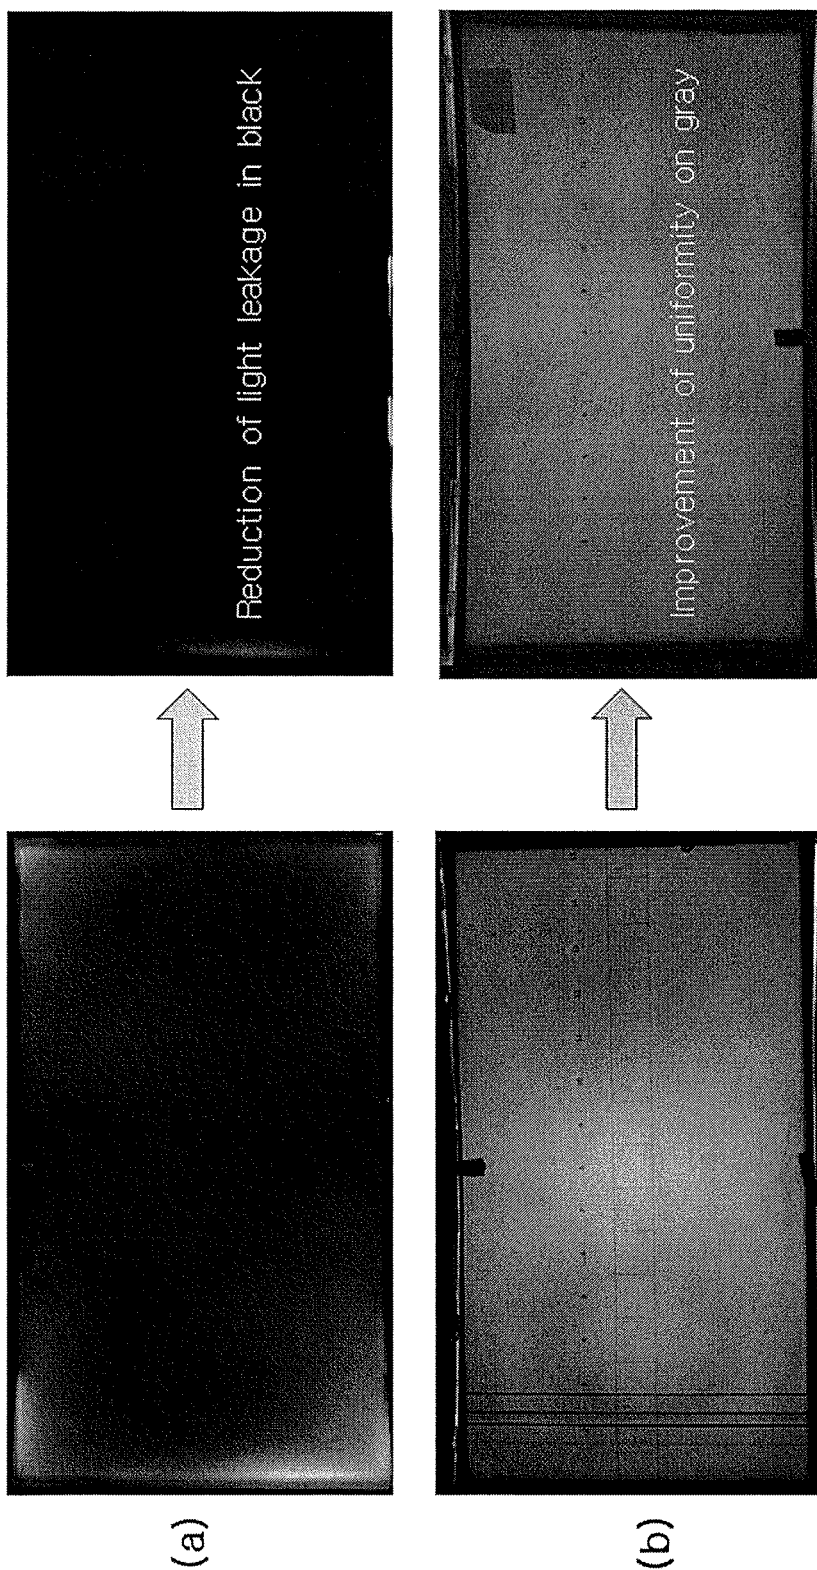 (a)
Reduction of light leakage in black
(b)
Improvement of uniformity on gray